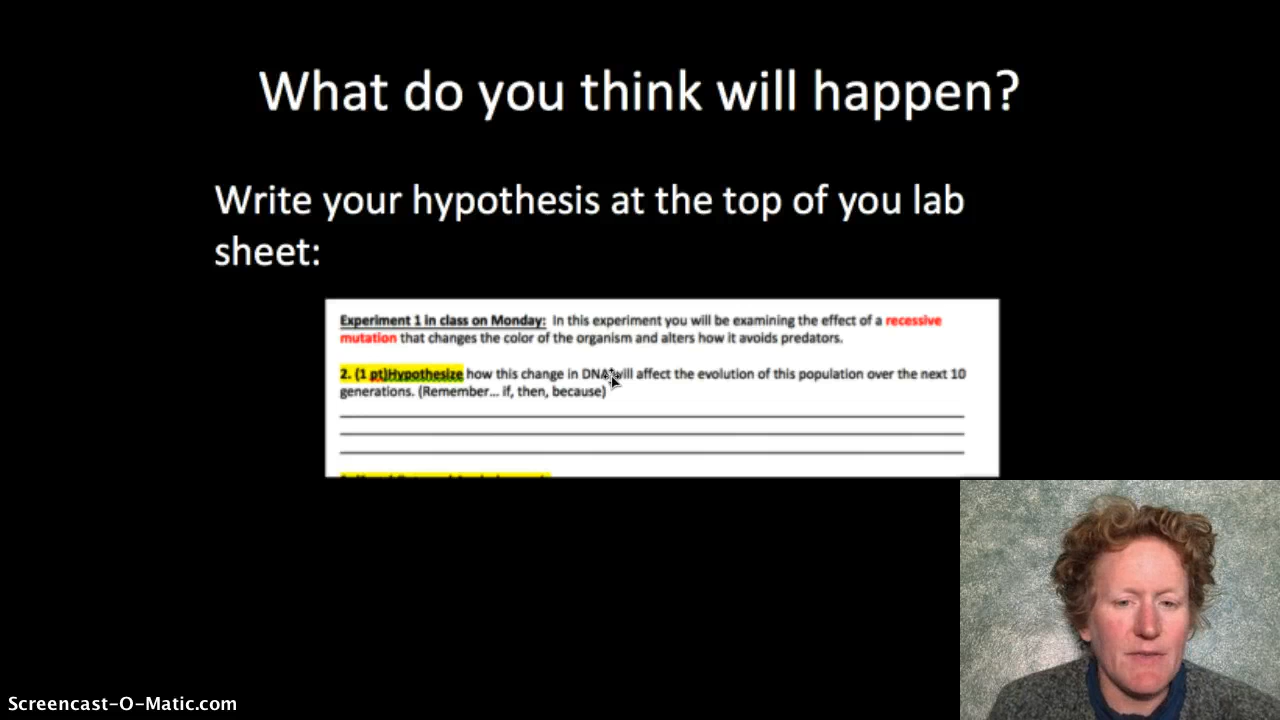 What do you think will happen?
Write your hypothesis at the top of you lab
sheet:
Experiment 1 in class on Monday: In this experiment you will be examining the effect of a recessive
mutation that changes the color of the organism and alters how it avoids predators.
2. (1 pt)Hypothesize how this change in DNA will affect the evolution of this population over the next 10
generations. (Remember... if, then, because)
Screencast-O-Matic.com